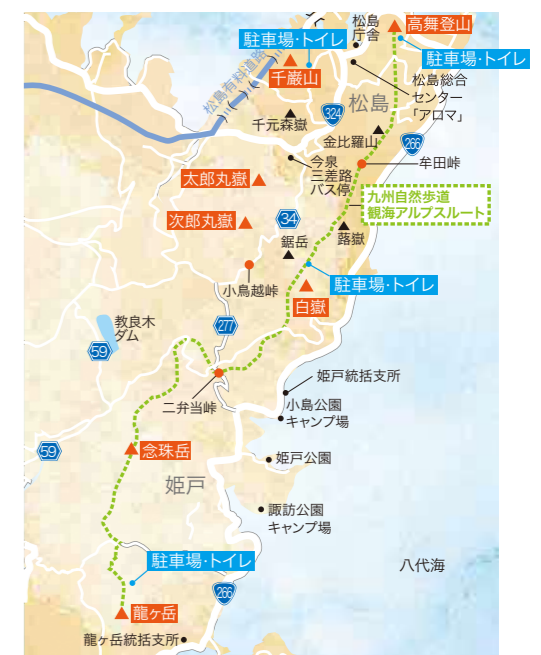 松島
庁舎
高舞登山
駐車場・トイレ
駐車場・トイレ
千巌山
松島有料道路
松島総合
センター
「アロマ」
松島
324
千元森嶽
金比羅山
266
今泉
三差路
バス停
牟田峠
太郎丸嶽
九州自然歩道
観海アルプスルート
次郎丸嶽
34
鋸岳
蕗嶽
小鳥越峠
駐車場・トイレ
白嶽
教良木
ダム
277
59
姫戸統括支所
二弁当峠
小島公園
キャンプ場
念珠岳
59
姫戸公園
姫戸
諏訪公園
キャンプ場
駐車場・トイレ
八代海
266
龍ヶ岳
龍ヶ岳統括支所